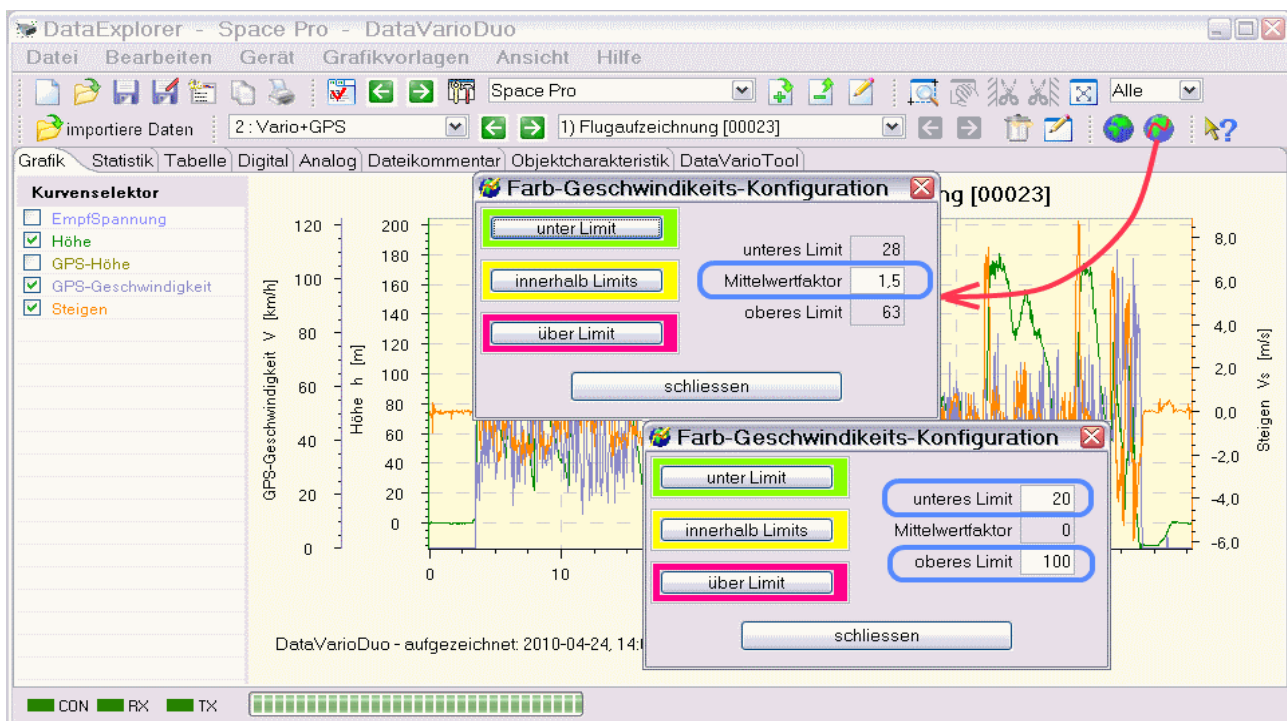 DataExplorer - Space Pro - DataVarioDuo
Datei Bearbeiten Gerät Grafikvorlagen Ansicht Hilfe
Space Pro Alle
importiere Daten 2 : Vario+GPS 1) Flugaufzeichnung [00023]
Grafik Statistik Tabelle Digital Analog Dateikommentar Objektcharakteristik DataVarioTool
Kurvenselektor
EmpfSpannung
Höhe
GPS-Höhe
GPS-Geschwindigkeit
Steigen
ng [00023]
GPS-Geschwindigkeit V [km/h]
120
100
80
60
40
20
0
Höhe h [m]
200
180
160
140
120
100
80
60
40
20
0
Farb-Geschwindikeits-Konfiguration
unter Limit
innerhalb Limits
über Limit
unteres Limit 28
Mittelwertfaktor 1,5
oberes Limit 63
schliessen
Farb-Geschwindikeits-Konfiguration
unter Limit
innerhalb Limits
über Limit
unteres Limit 20
Mittelwertfaktor 0
oberes Limit 100
schliessen
8,0
6,0
4,0
2,0
0,0
-2,0
-4,0
-6,0
Steigen Vs [m/s]
0 10
DataVarioDuo - aufgezeichnet: 2010-04-24,
CON RX TX